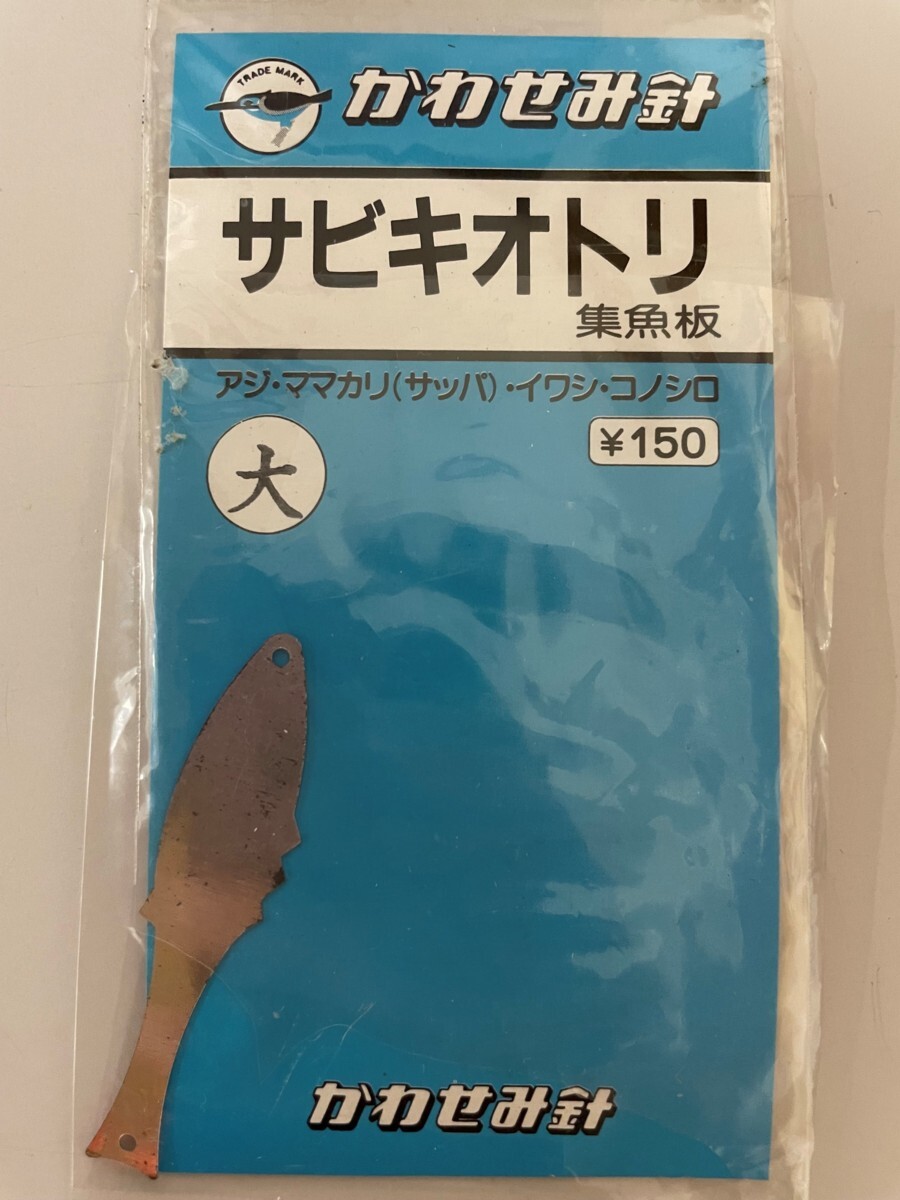 TRADE MARK
かわせみ針
サビキオトリ
集魚板
アジ・ママカリ(サッパ)・イワシ・コノシロ
¥150
大
かわせみ針